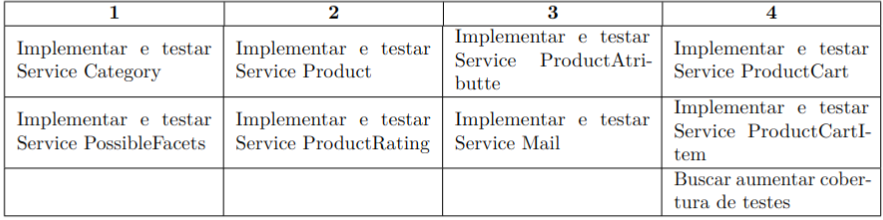 1 2 3 4
Implementar e testar
Service Category
Implementar e testar
Service Product
Implementar e testar
Service ProductAtri-
butte
Implementar e testar
Service ProductCart
Implementar e testar
Service PossibleFacets
Implementar e testar
Service ProductRating
Implementar e testar
Service Mail
Implementar e testar
Service ProductCartI-
tem
Buscar aumentar cober-
tura de testes